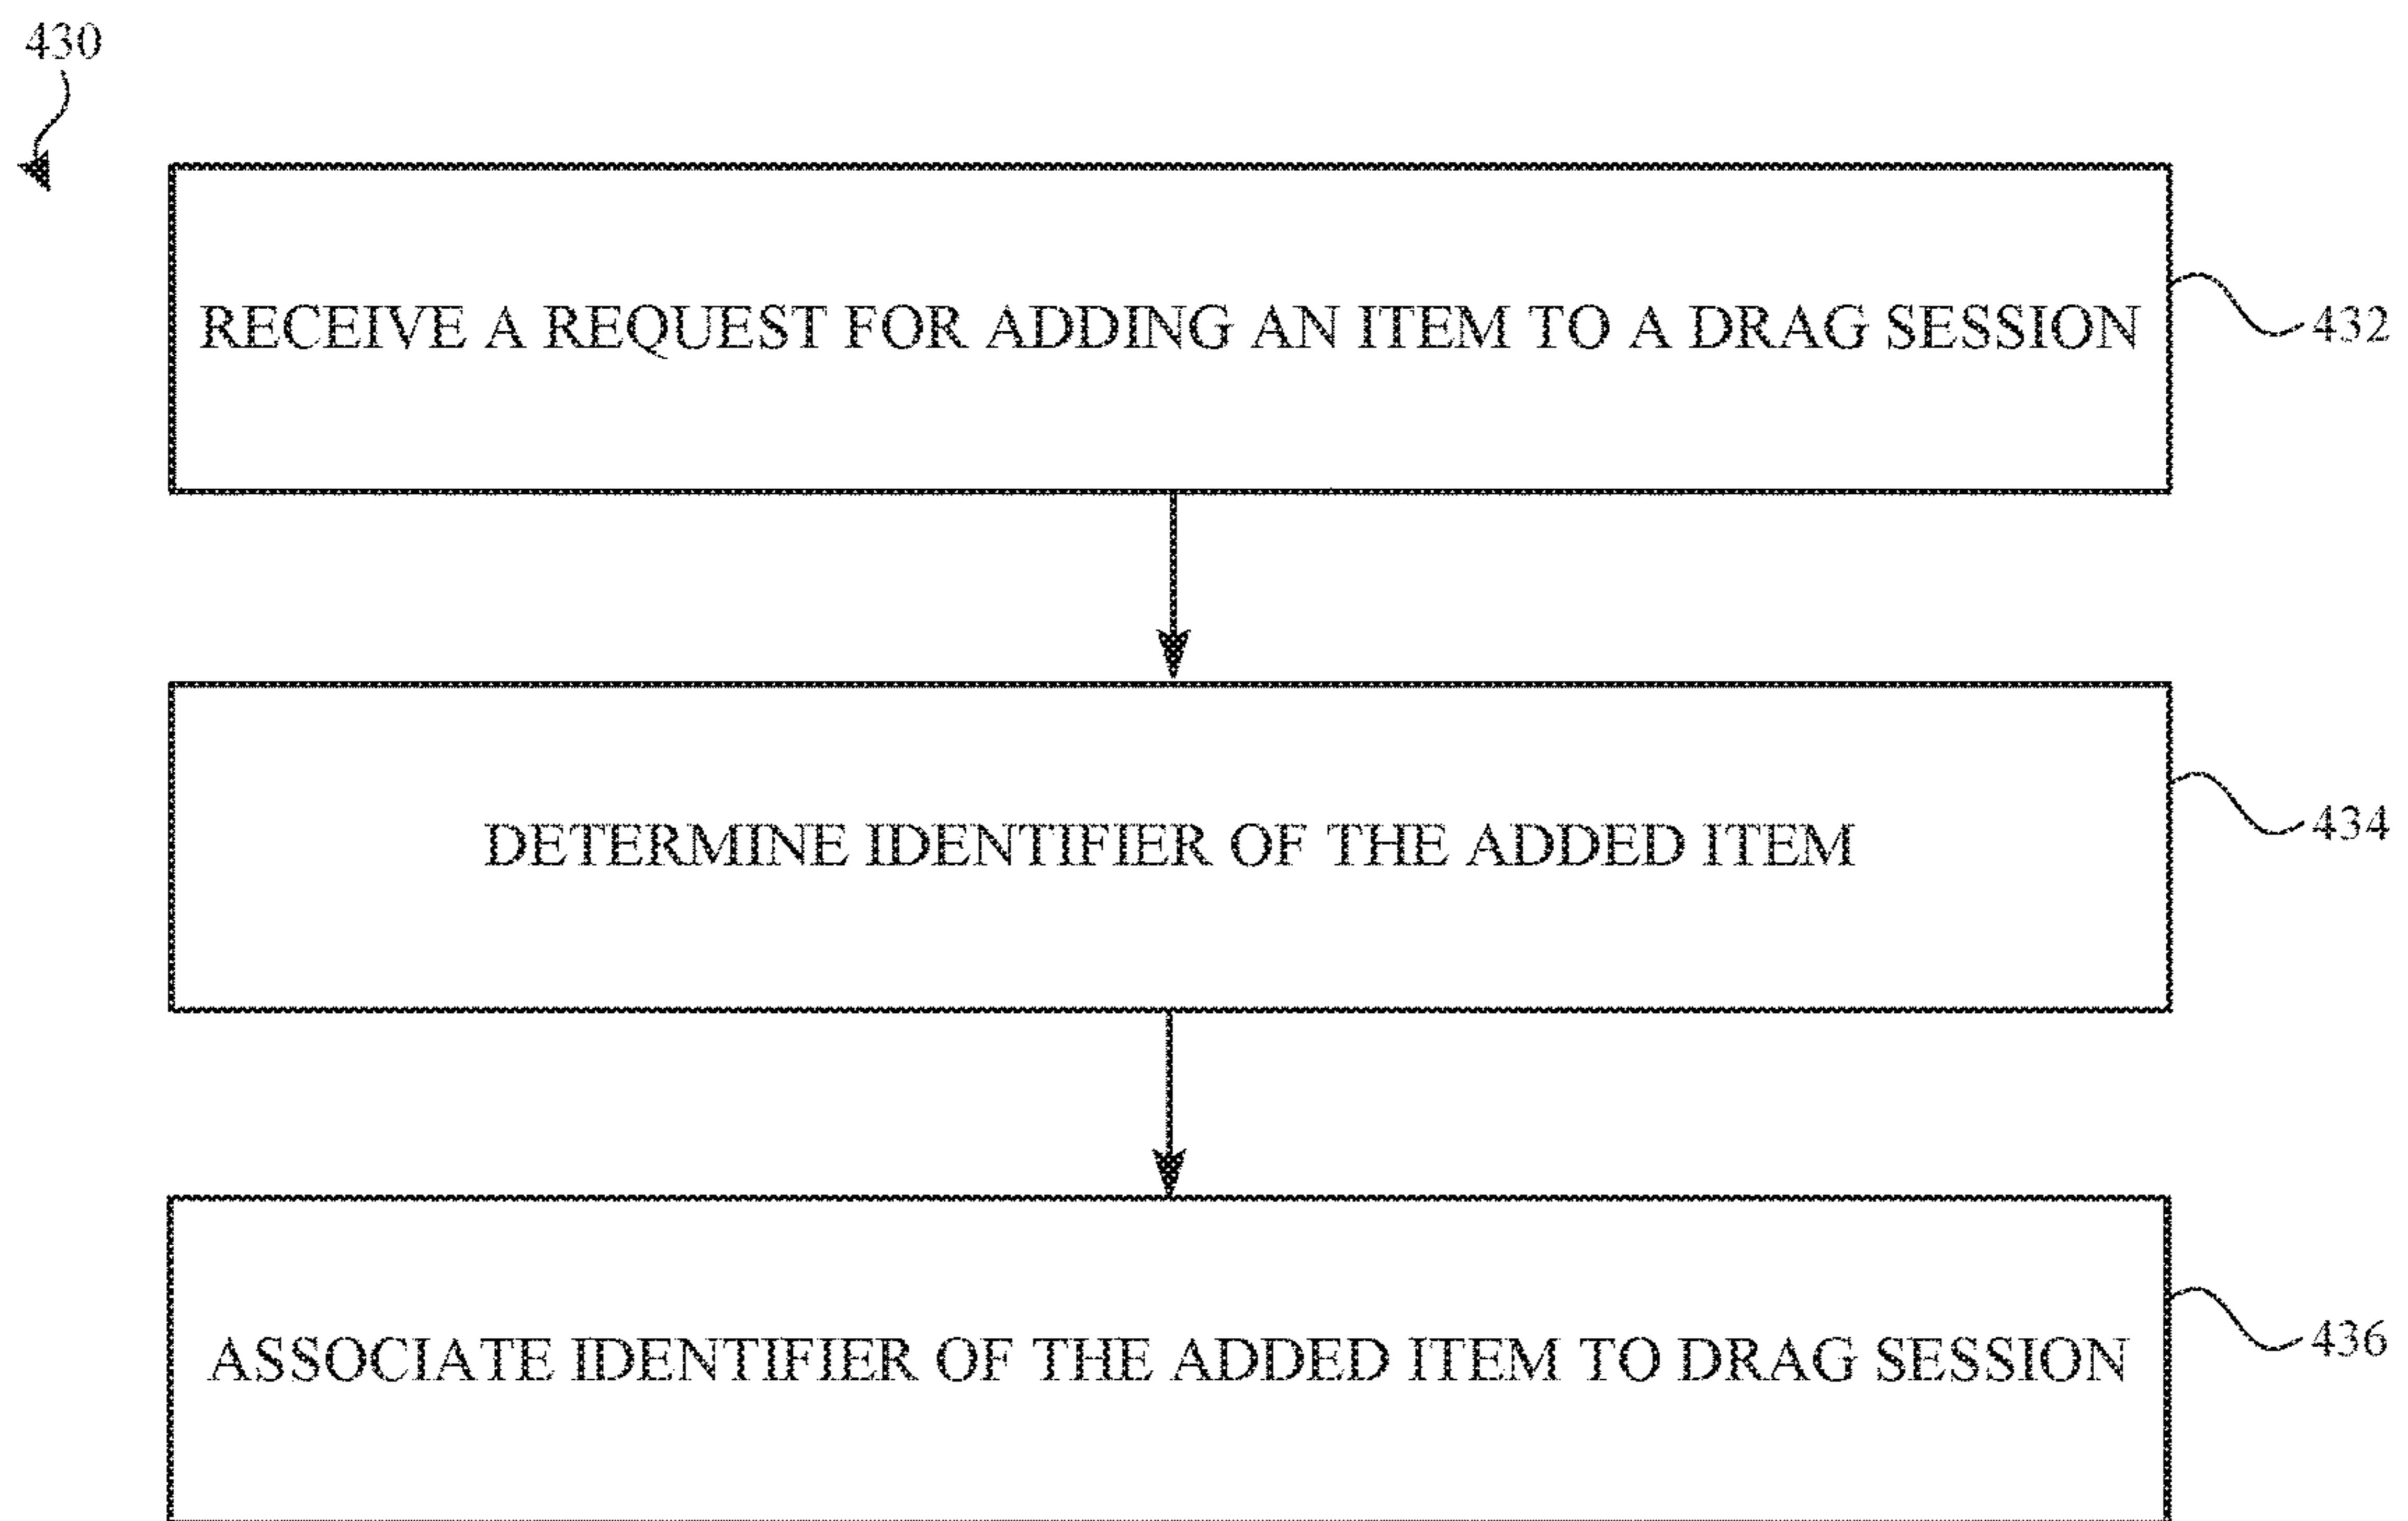 430
RECEIVE A REQUEST FOR ADDING AN ITEM TO A DRAG SESSION
432
DETERMINE IDENTIFIER OF THE ADDED ITEM
434
ASSOCIATE IDENTIFIER OF THE ADDED ITEM TO DRAG SESSION
436